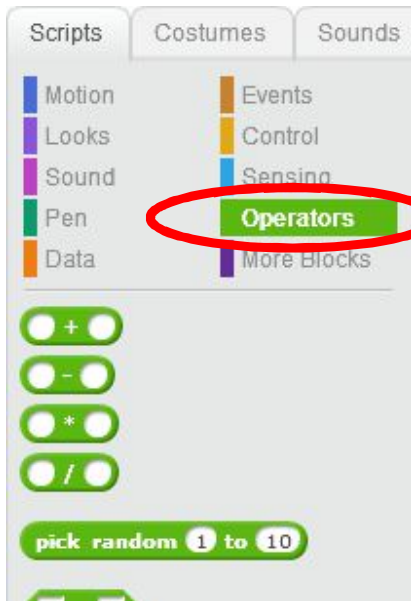 Scripts Costumes Sounds
Motion Events
Looks Control
Sound Sensing
Pen Operators
Data More Blocks
+
-
*
/
pick random 1 to 10